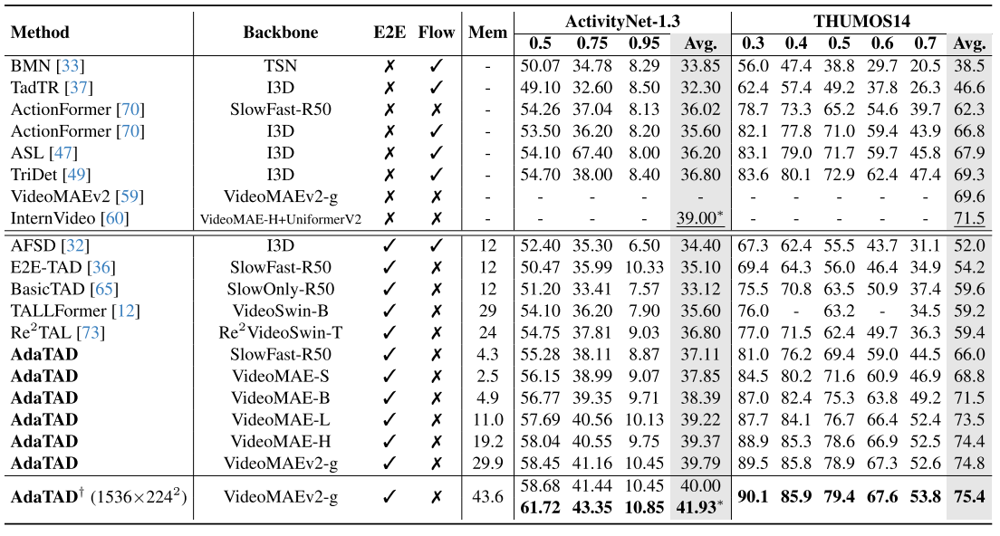 Method Backbone E2E Flow Mem ActivityNet-1.3 THUMOS14
0.5 0.75 0.95 Avg. 0.3 0.4 0.5 0.6 0.7 Avg.
BMN [33] TSN ✗ ✓ - 50.07 34.78 8.29 33.85 56.0 47.4 38.8 29.7 20.5 38.5
TadTR [37] I3D ✗ ✓ - 49.10 32.60 8.50 32.30 62.4 57.4 49.2 37.8 26.3 46.6
ActionFormer [70] SlowFast-R50 ✗ ✗ - 54.26 37.04 8.13 36.02 78.7 73.3 65.2 54.6 39.7 62.3
ActionFormer [70] I3D ✗ ✓ - 53.50 36.20 8.20 35.60 82.1 77.8 71.0 59.4 43.9 66.8
ASL [47] I3D ✗ ✓ - 54.10 67.40 8.00 36.20 83.1 79.0 71.7 59.7 45.8 67.9
TriDet [49] I3D ✗ ✓ - 54.70 38.00 8.40 36.80 83.6 80.1 72.9 62.4 47.4 69.3
VideoMAEv2 [59] VideoMAEv2-g ✗ ✗ - - - - - - - - - - 69.6
InternVideo [60] VideoMAE-H+UniformerV2 ✗ ✗ - - - - 39.00* - - - - - 71.5
AFSD [32] I3D ✓ ✓ 12 52.40 35.30 6.50 34.40 67.3 62.4 55.5 43.7 31.1 52.0
E2E-TAD [36] SlowFast-R50 ✓ ✗ 12 50.47 35.99 10.33 35.10 69.4 64.3 56.0 46.4 34.9 54.2
BasicTAD [65] SlowOnly-R50 ✓ ✗ 12 51.20 33.41 7.57 33.12 75.5 70.8 63.5 50.9 37.4 59.6
TALLFormer [12] VideoSwin-B ✓ ✗ 29 54.10 36.20 7.90 35.60 76.0 - 63.2 - 34.5 59.2
Re²TAL [73] Re²VideoSwin-T ✓ ✗ 24 54.75 37.81 9.03 36.80 77.0 71.5 62.4 49.7 36.3 59.4
AdaTAD SlowFast-R50 ✓ ✗ 4.3 55.28 38.11 8.87 37.11 81.0 76.2 69.4 59.0 44.5 66.0
AdaTAD VideoMAE-S ✓ ✗ 2.5 56.15 38.99 9.07 37.85 84.5 80.2 71.6 60.9 46.9 68.8
AdaTAD VideoMAE-B ✓ ✗ 4.9 56.77 39.35 9.71 38.39 87.0 82.4 75.3 63.8 49.2 71.5
AdaTAD VideoMAE-L ✓ ✗ 11.0 57.69 40.56 10.13 39.22 87.7 84.1 76.7 66.4 52.4 73.5
AdaTAD VideoMAE-H ✓ ✗ 19.2 58.04 40.55 9.75 39.37 88.9 85.3 78.6 66.9 52.5 74.4
AdaTAD VideoMAEv2-g ✓ ✗ 29.9 58.45 41.16 10.45 39.79 89.5 85.8 78.9 67.3 52.6 74.8
AdaTAD† (1536×224²) VideoMAEv2-g ✓ ✗ 43.6 58.68 41.44 10.45 40.00 90.1 85.9 79.4 67.6 53.8 75.4
61.72 43.35 10.85 41.93*